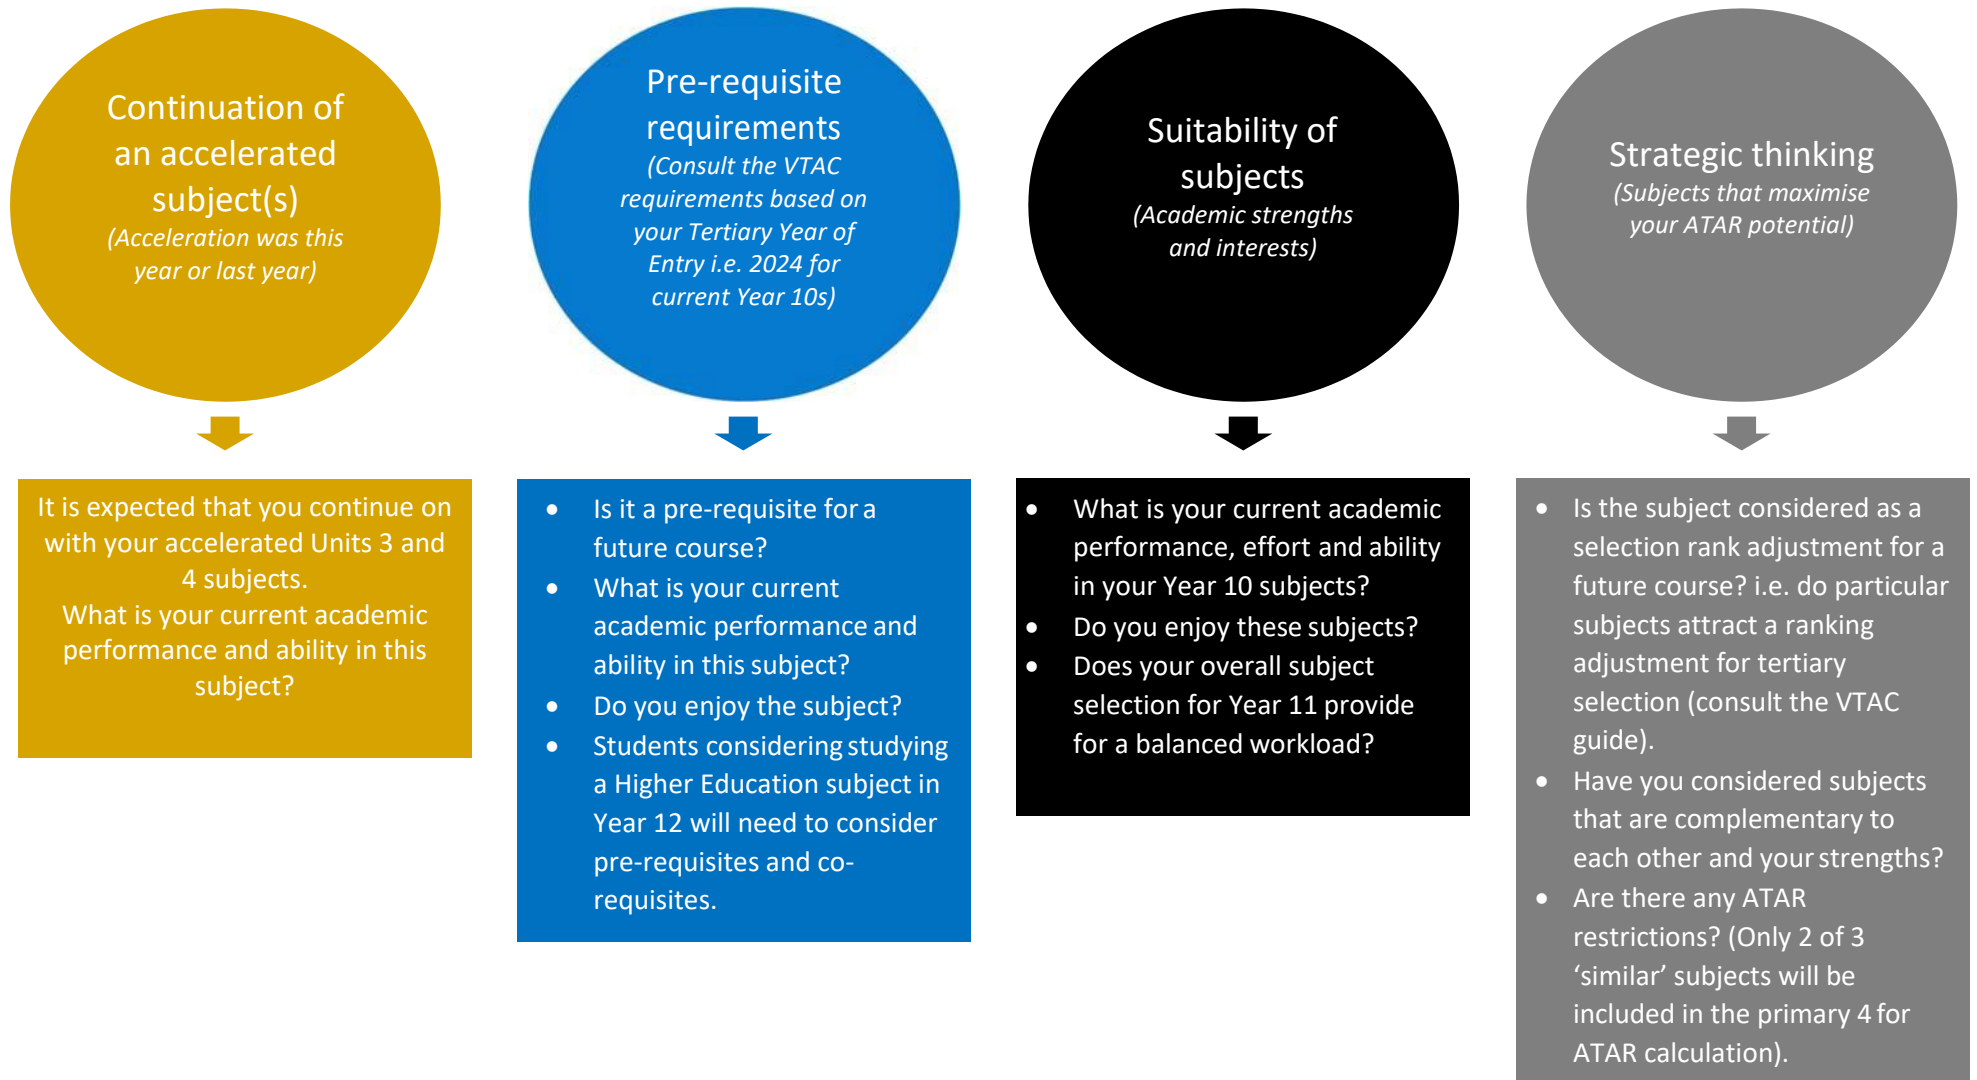 Continuation of
an accelerated
subject(s)
(Acceleration was this
year or last year)
It is expected that you continue on
with your accelerated Units 3 and
4 subjects.
What is your current academic
performance and ability in this
subject?
Pre-requisite
requirements
(Consult the VTAC
requirements based on
your Tertiary Year of
Entry i.e. 2024 for
current Year 10s)
• Is it a pre-requisite for a
future course?
• What is your current
academic performance and
ability in this subject?
• Do you enjoy the subject?
• Students considering studying
a Higher Education subject in
Year 12 will need to consider
pre-requisites and co-
requisites.
Suitability of
subjects
(Academic strengths
and interests)
• What is your current academic
performance, effort and ability
in your Year 10 subjects?
• Do you enjoy these subjects?
• Does your overall subject
selection for Year 11 provide
for a balanced workload?
Strategic thinking
(Subjects that maximise
your ATAR potential)
• Is the subject considered as a
selection rank adjustment for a
future course? i.e. do particular
subjects attract a ranking
adjustment for tertiary
selection (consult the VTAC
guide).
• Have you considered subjects
that are complementary to
each other and your strengths?
• Are there any ATAR
restrictions? (Only 2 of 3
‘similar’ subjects will be
included in the primary 4 for
ATAR calculation).